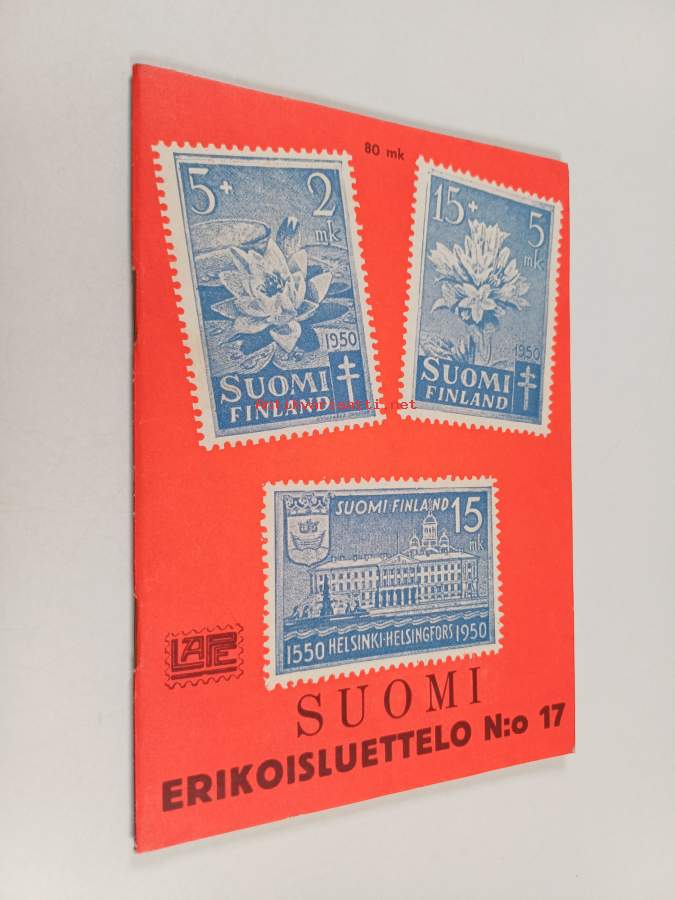 80 mk
5+ 2
mk
1950
SUOMI
FINLAND
15+ 5
mk
1950
SUOMI
FINLAND
Antikvariaatti.net
SUOMI-FINLAND 15
mk
1550 HELSINKI-HELSINGFORS 1950
LAPE
SUOMI
ERIKOISLUETTELO N:o 17